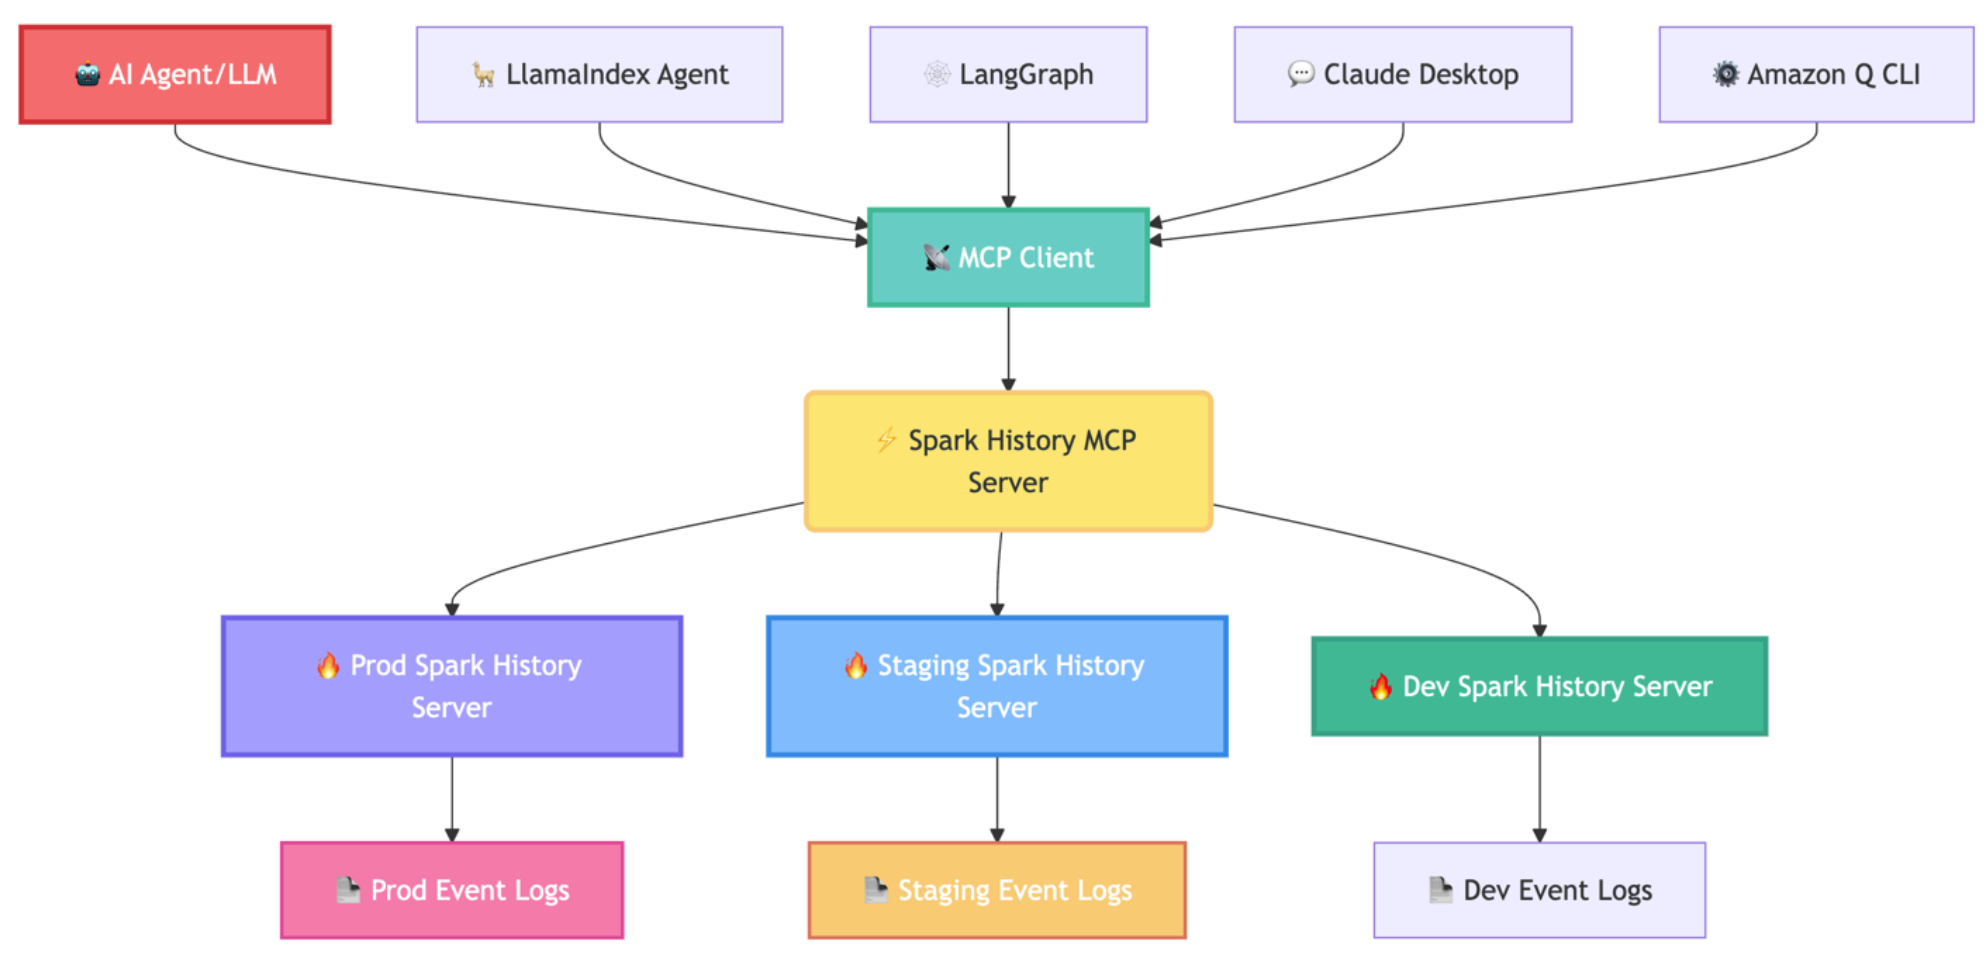 🤖 AI Agent/LLM
🦙 LlamaIndex Agent
🕸️ LangGraph
💬 Claude Desktop
⚙️ Amazon Q CLI
📡 MCP Client
⚡ Spark History MCP
Server
🔥 Prod Spark History
Server
🔥 Staging Spark History
Server
🔥 Dev Spark History Server
📄 Prod Event Logs
📄 Staging Event Logs
📄 Dev Event Logs